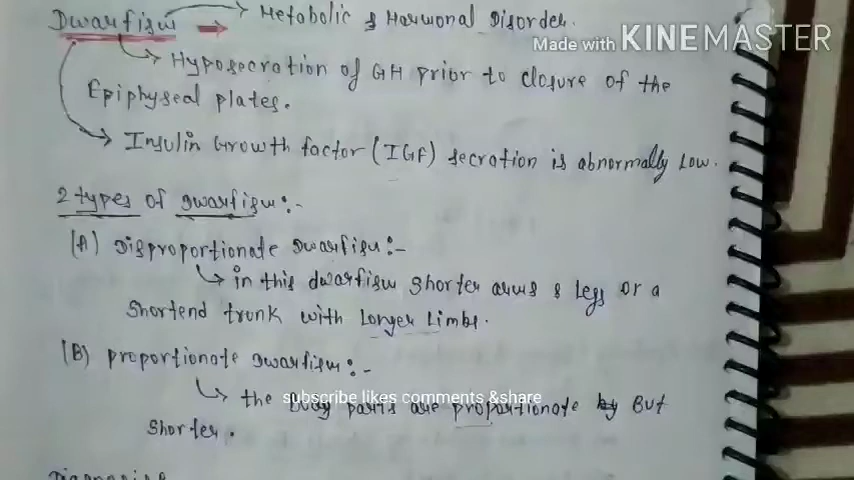 Dwarfism → Metabolic & Harmonal Disorder.
Made with KINEMASTER
→ Hyposecration of GH prior to closure of the
Epiphyseal plates.
→ Insulin Growth factor (IGF) secration is abnormally Low.
2 types of dwarfism:-
(A) Disproportionate dwarfism:-
in this dwarfism shorter arms & Legs or a
Shortend trunk with Longer Limbs.
(B) proportionate dwarfism:-
subscribe likes comments &share
the body parts are proportionate by But
Shorter.